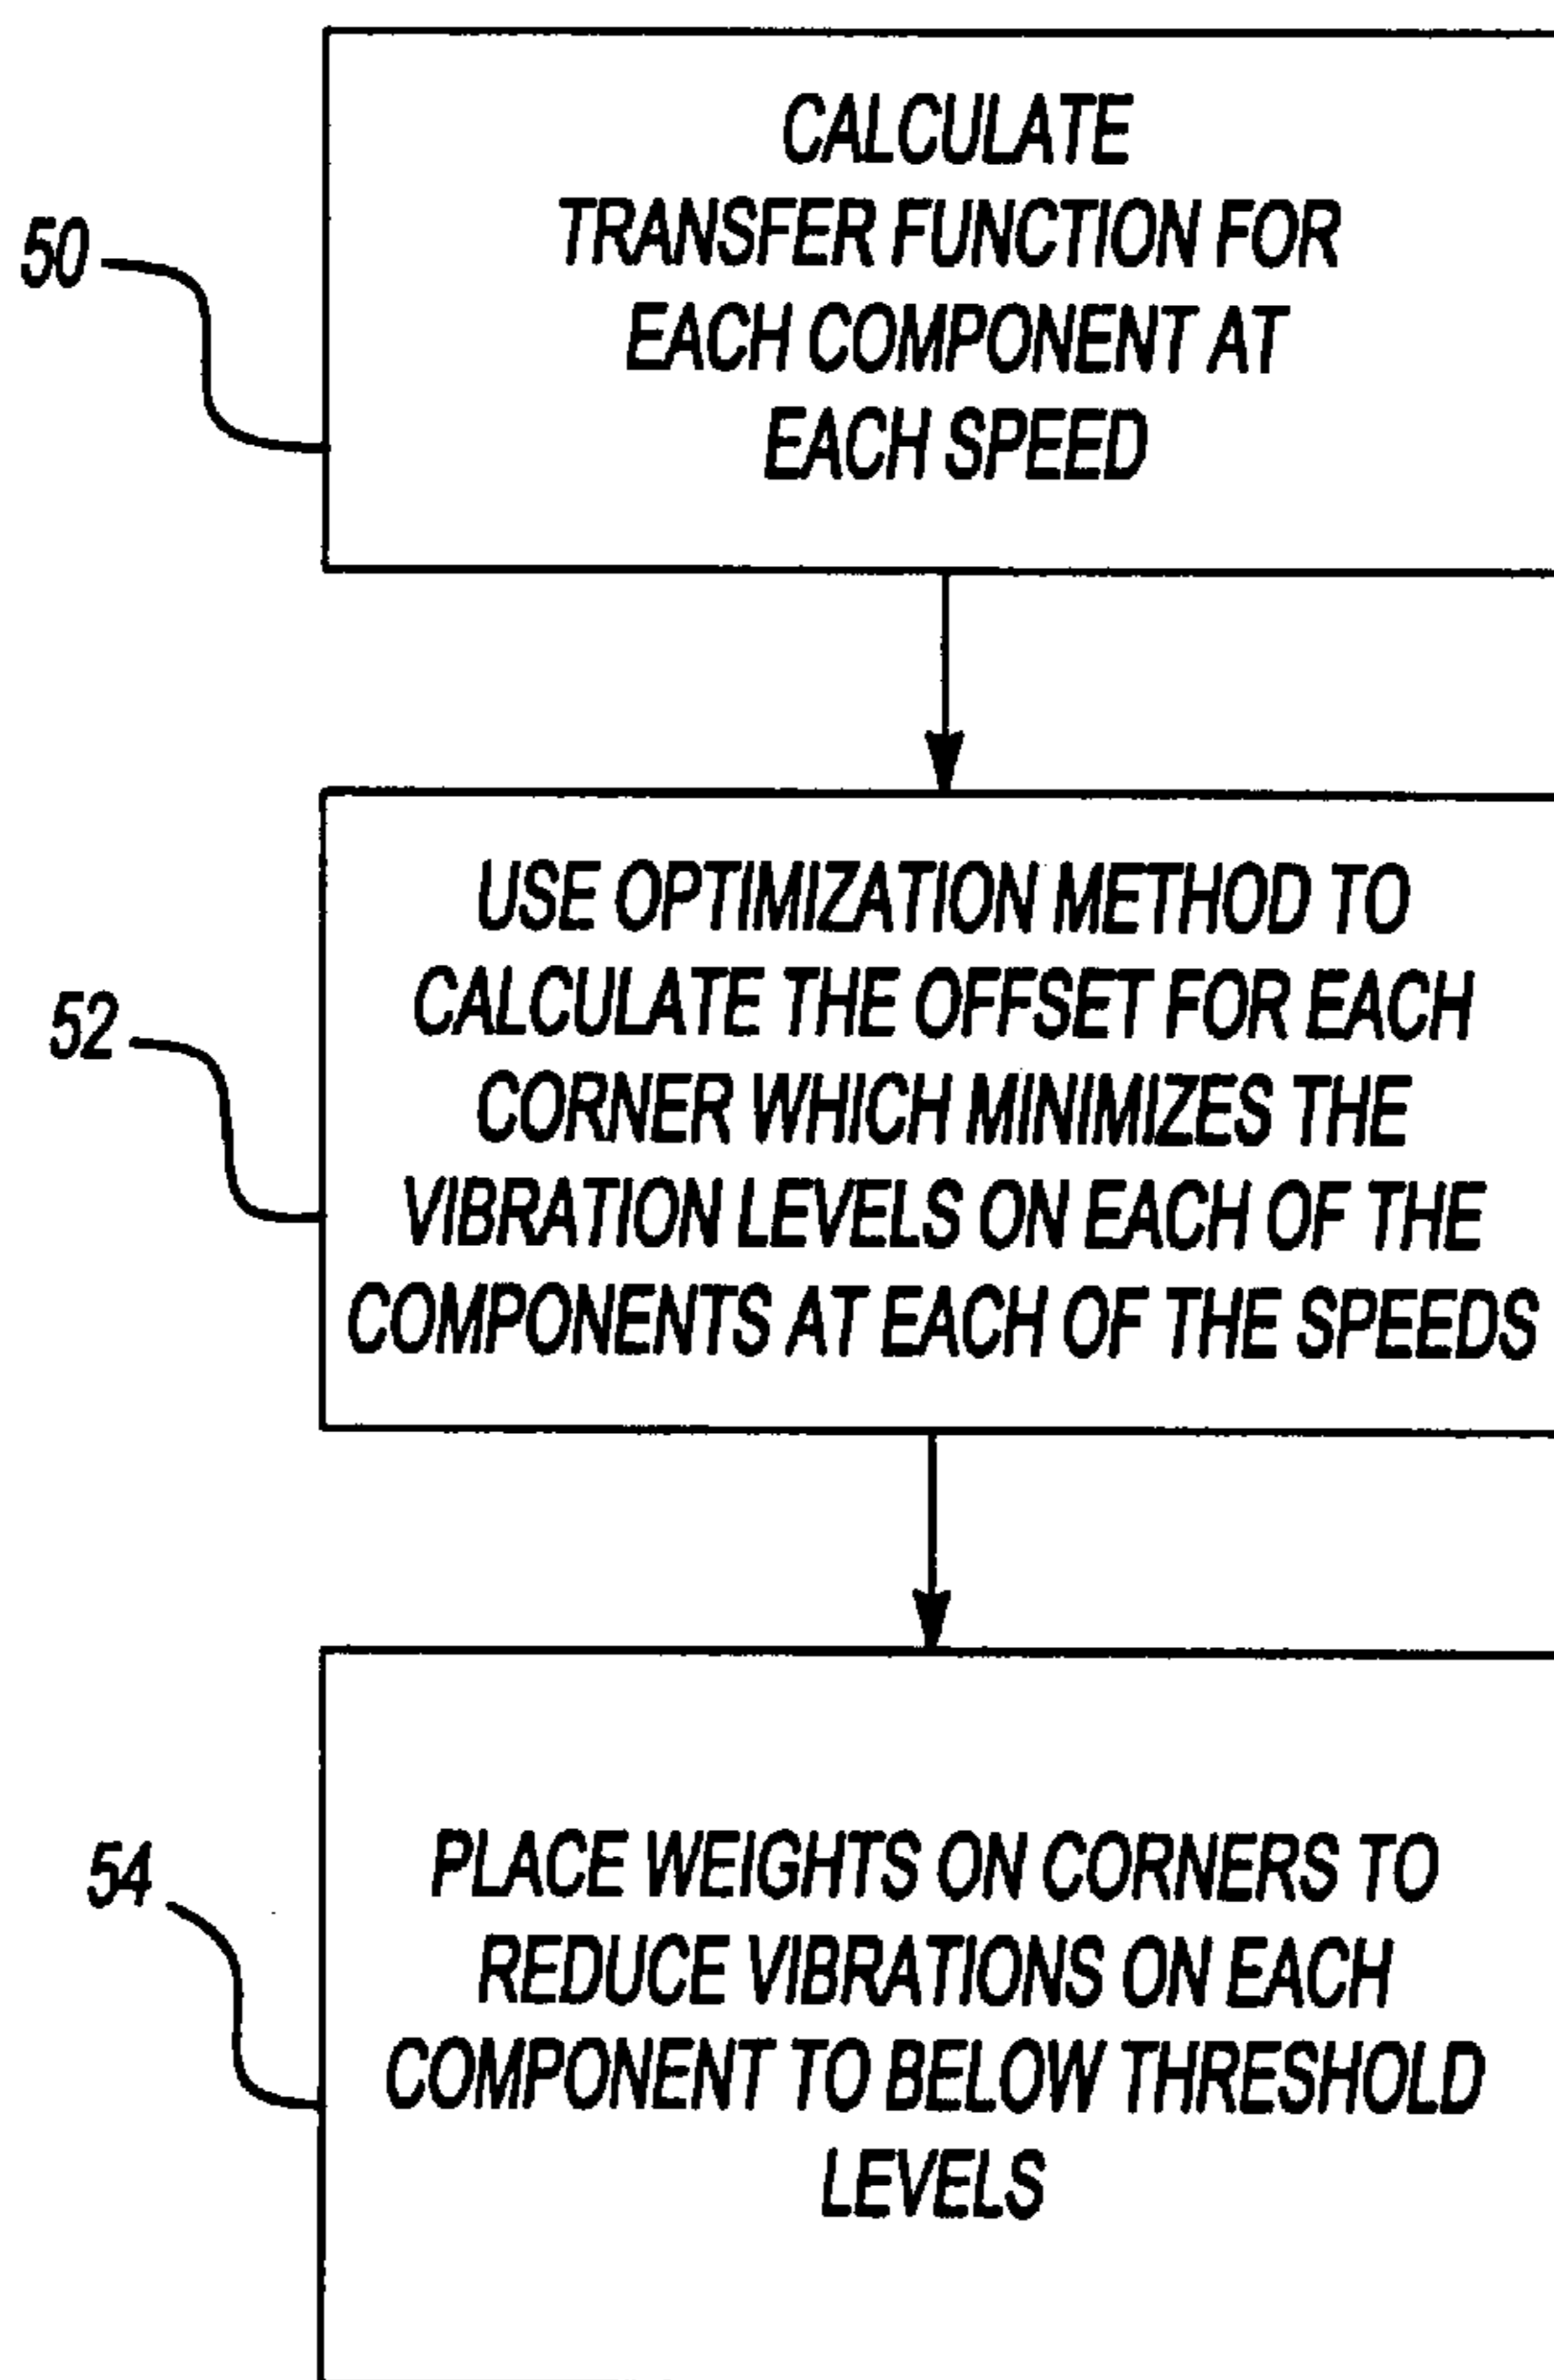 CALCULATE
TRANSFER FUNCTION FOR
EACH COMPONENT AT
EACH SPEED
50
USE OPTIMIZATION METHOD TO
CALCULATE THE OFFSET FOR EACH
CORNER WHICH MINIMIZES THE
VIBRATION LEVELS ON EACH OF THE
COMPONENTS AT EACH OF THE SPEEDS
52
PLACE WEIGHTS ON CORNERS TO
REDUCE VIBRATIONS ON EACH
COMPONENT TO BELOW THRESHOLD
LEVELS
54